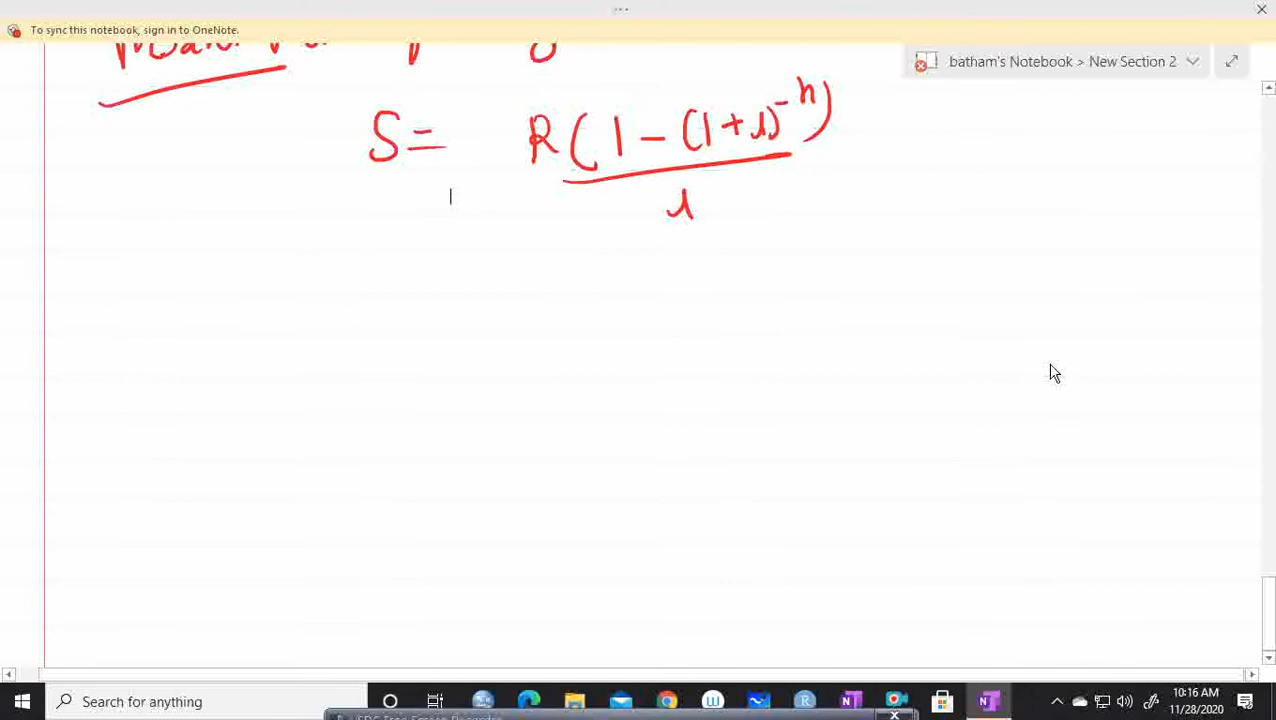 To sync this notebook, sign in to OneNote.
batham's Notebook > New Section 2
S = R(1-(1+i)^-n)
i
Search for anything
10:16 AM
11/28/2020